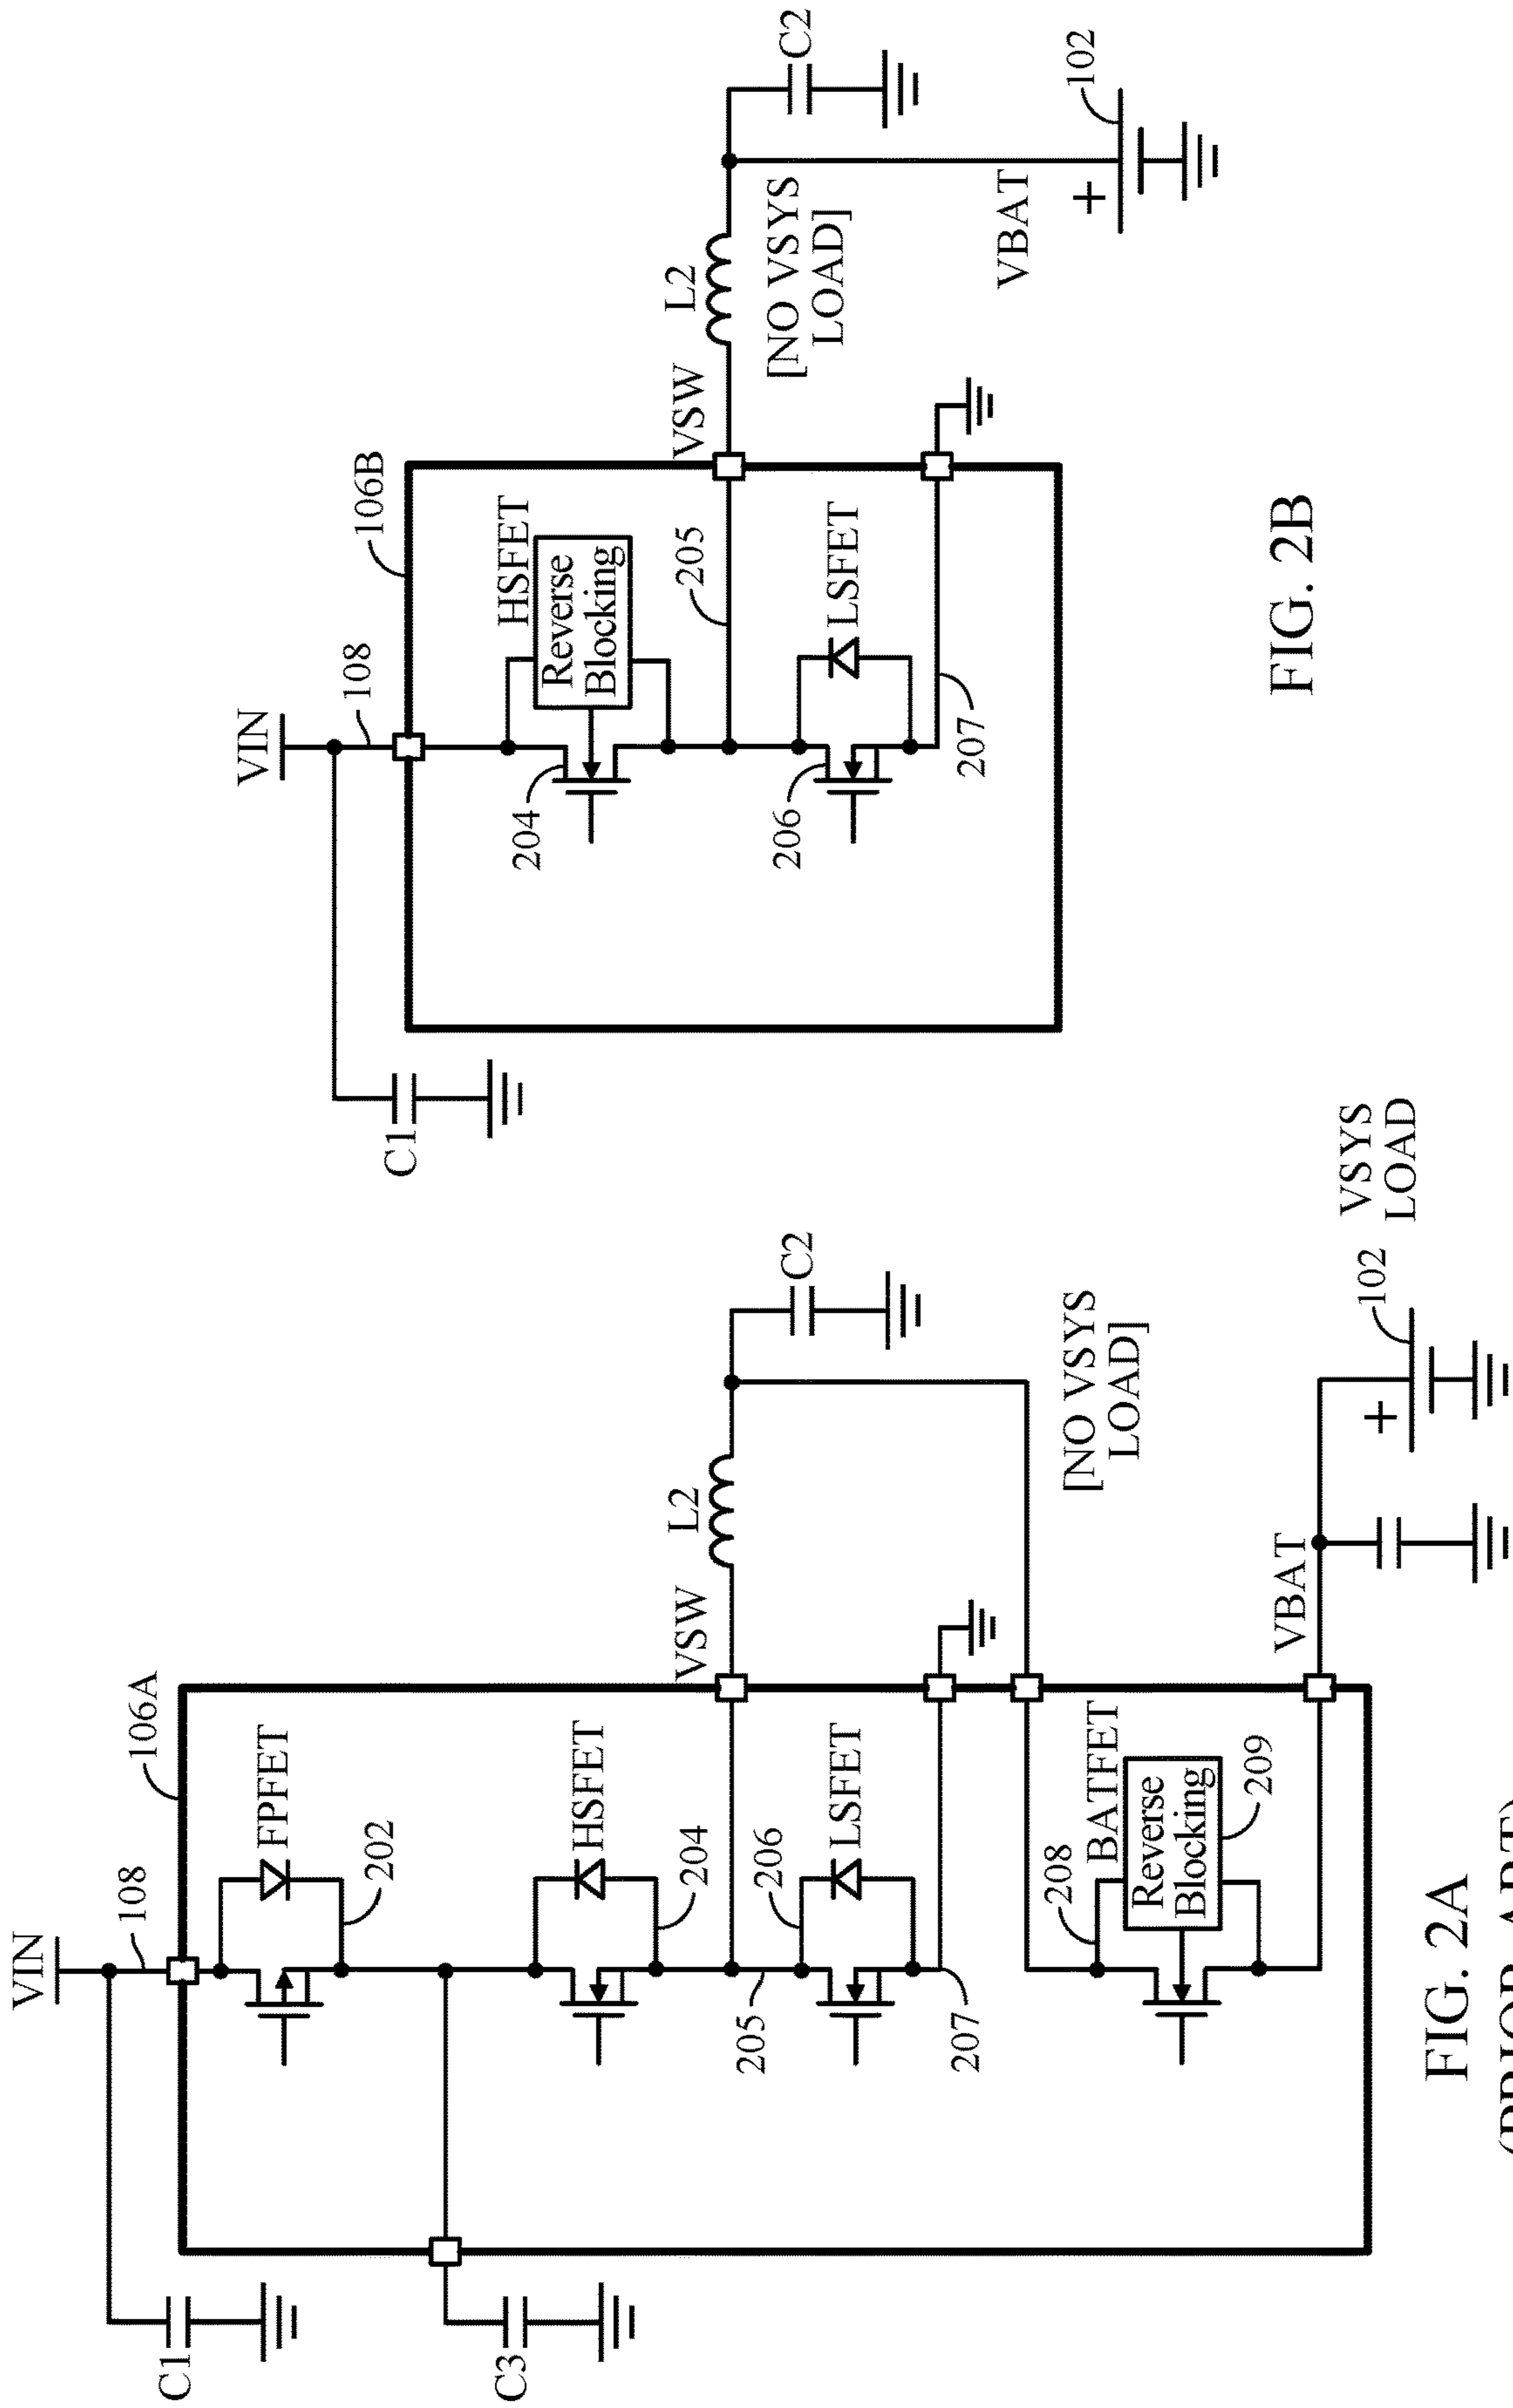 VIN
108
106A
C1
FPFET
202
C3
HSFET
204
VSW
L2
C2
205
206
LSFET
207
[NO VSYS
LOAD]
208
BATFET
Reverse
Blocking
209
VBAT
102
+
VSYS
LOAD
FIG. 2A
(PRIOR ART)
VIN
108
106B
C1
HSFET
Reverse
Blocking
204
VSW
L2
C2
205
[NO VSYS
LOAD]
206
LSFET
207
VBAT
102
+
FIG. 2B